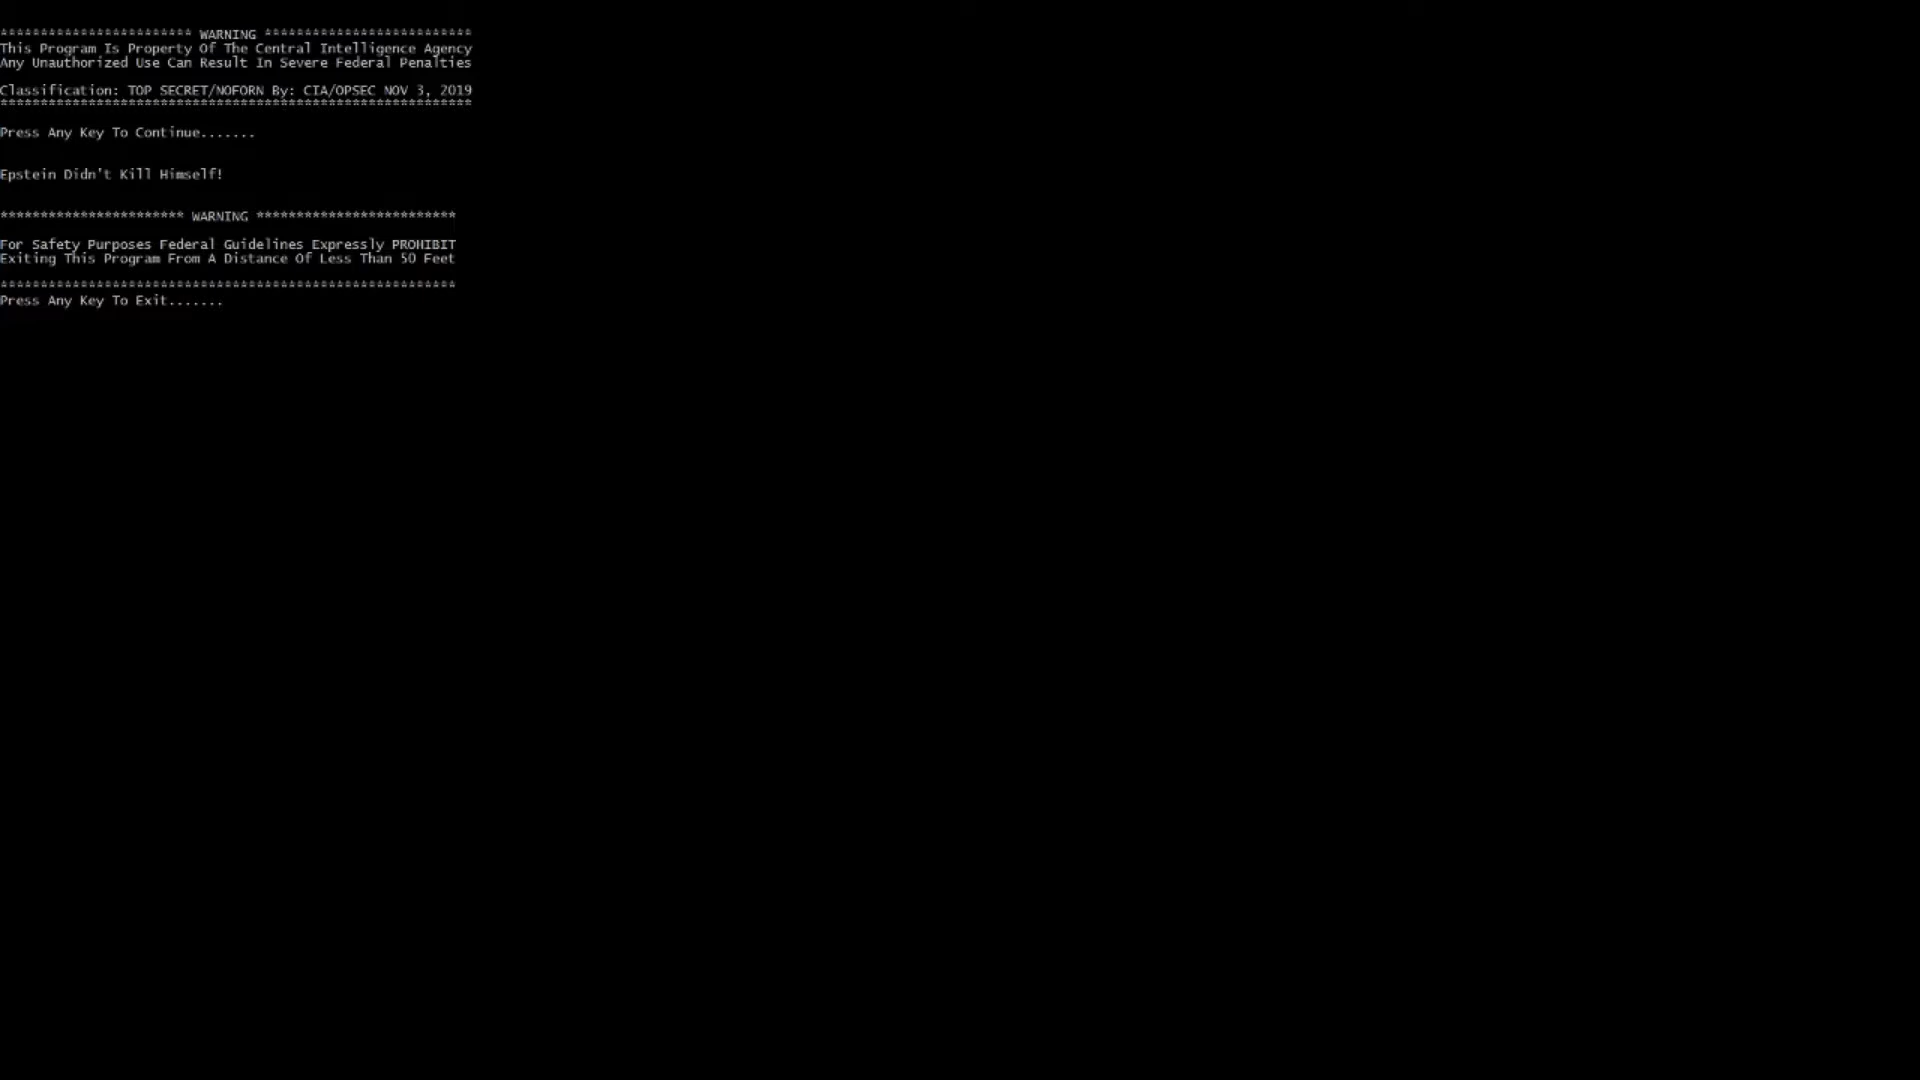 ************************ WARNING **************************
This Program Is Property Of The Central Intelligence Agency
Any Unauthorized Use Can Result In Severe Federal Penalties
Classification: TOP SECRET/NOFORN By: CIA/OPSEC NOV 3, 2019
***********************************************************
Press Any Key To Continue.......
Epstein Didn't Kill Himself!
*********************** WARNING *************************
For Safety Purposes Federal Guidelines Expressly PROHIBIT
Exiting This Program From A Distance Of Less Than 50 Feet
*********************************************************
Press Any Key To Exit.......